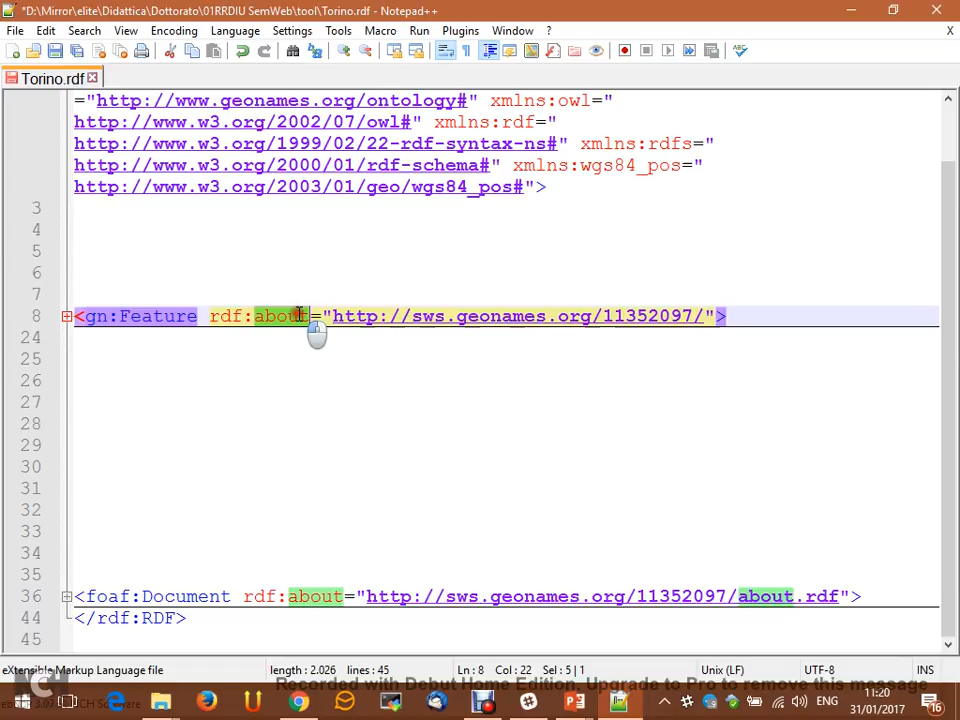 *D:\Mirror\elite\Didattica\Dottorato\01RRDIU SemWeb\tool\Torino.rdf - Notepad++
File Edit Search View Encoding Language Settings Tools Macro Run Plugins Window ? X
Torino.rdf
="http://www.geonames.org/ontology#" xmlns:owl="
http://www.w3.org/2002/07/owl#" xmlns:rdf="
http://www.w3.org/1999/02/22-rdf-syntax-ns#" xmlns:rdfs="
http://www.w3.org/2000/01/rdf-schema#" xmlns:wgs84_pos="
http://www.w3.org/2003/01/geo/wgs84_pos#">
3
4
5
6
7
8 <gn:Feature rdf:about="http://sws.geonames.org/11352097/">
24
25
26
27
28
29
30
31
32
33
34
35
36 <foaf:Document rdf:about="http://sws.geonames.org/11352097/about.rdf">
44 </rdf:RDF>
45
eXtensible Markup Language file length : 2.026 lines : 45 Ln : 8 Col : 22 Sel : 5 | 1 Unix (LF) UTF-8 INS
Recorded with Debut Home Edition. Upgrade to Pro to remove this message
ENG 11:20
31/01/2017 16